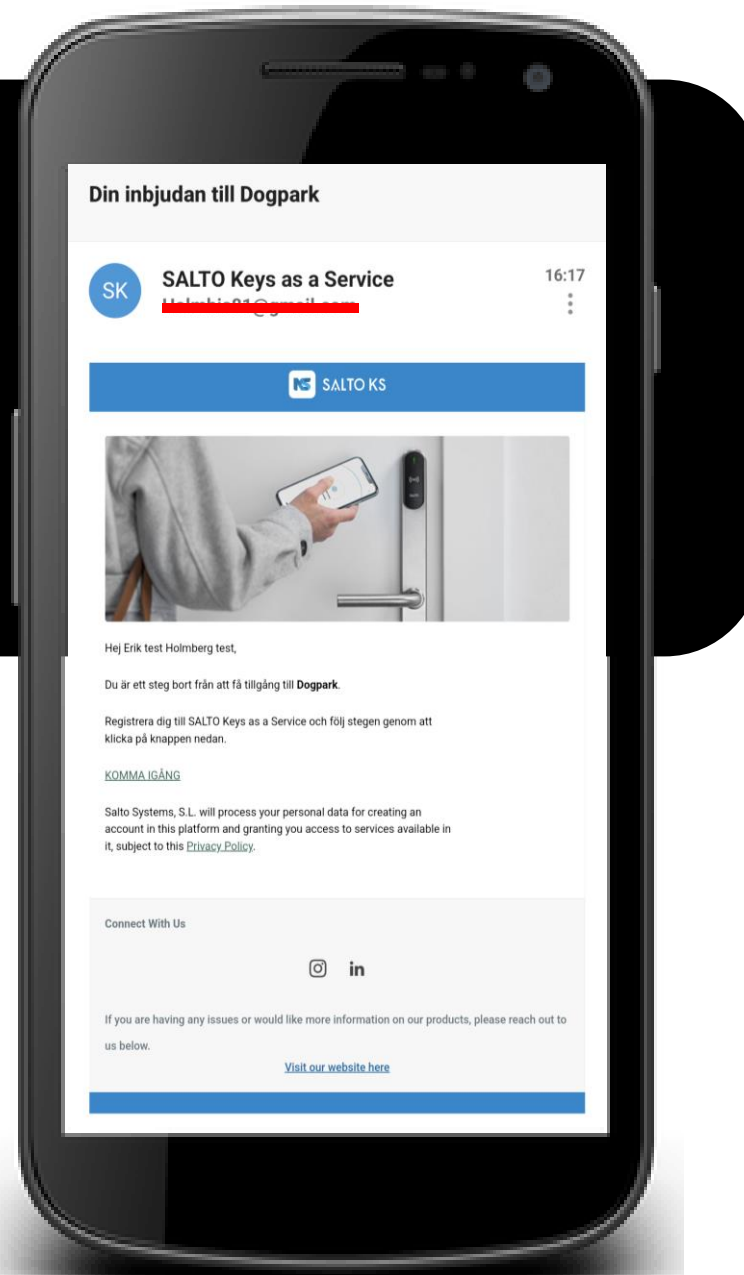 Din inbjudan till Dogpark
SK
SALTO Keys as a Service
16:17
SALTO KS
Hej Erik test Holmberg test,
Du är ett steg bort från att få tillgång till Dogpark.
Registrera dig till SALTO Keys as a Service och följ stegen genom att
klicka på knappen nedan.
KOMMA IGÅNG
Salto Systems, S.L. will process your personal data for creating an
account in this platform and granting you access to services available in
it, subject to this Privacy Policy.
Connect With Us
in
If you are having any issues or would like more information on our products, please reach out to
us below.
Visit our website here